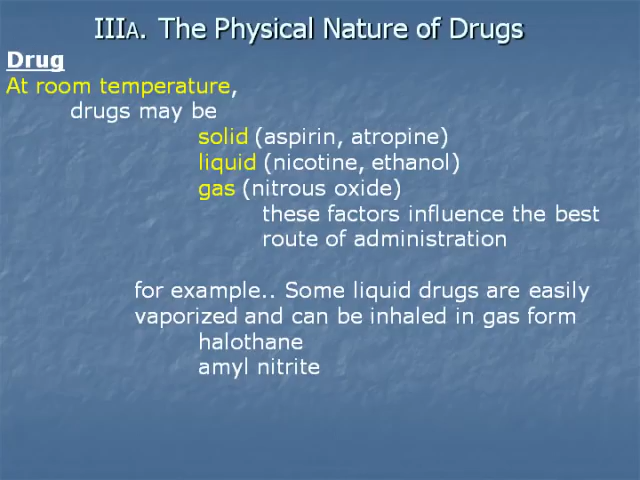 IIIA. The Physical Nature of Drugs
Drug
At room temperature,
drugs may be
solid (aspirin, atropine)
liquid (nicotine, ethanol)
gas (nitrous oxide)
these factors influence the best
route of administration
for example.. Some liquid drugs are easily
vaporized and can be inhaled in gas form
halothane
amyl nitrite